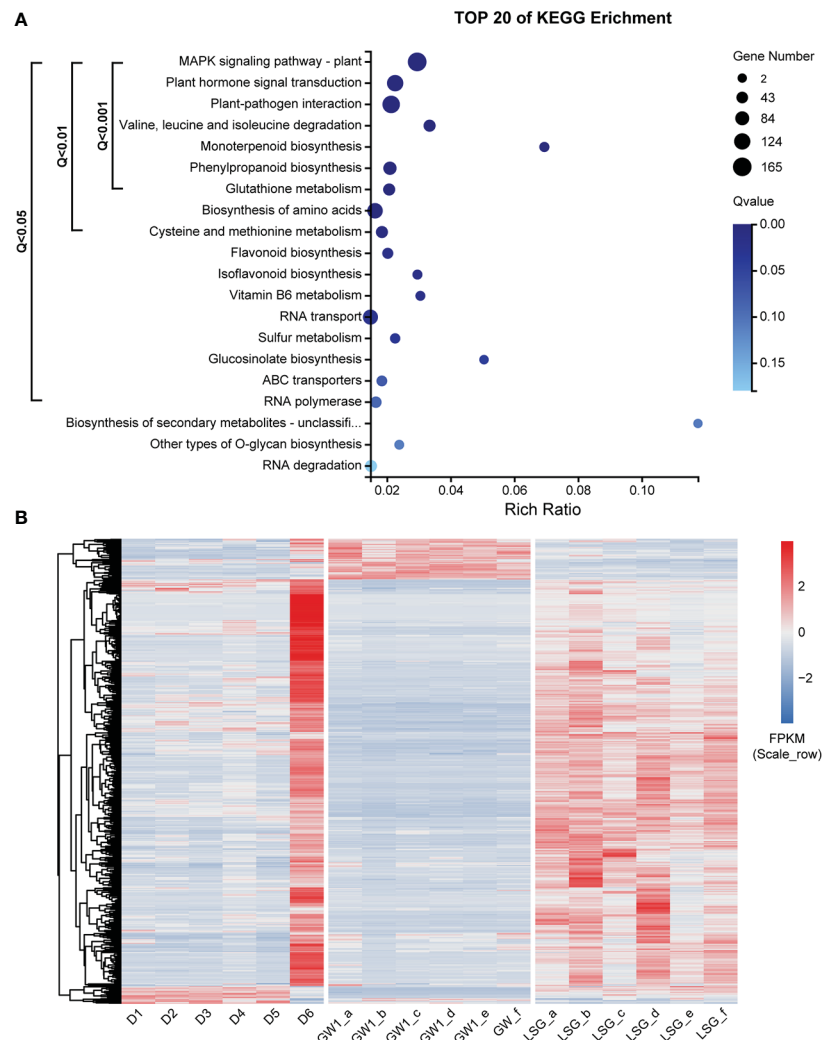 A
TOP 20 of KEGG Erichment
MAPK signaling pathway - plant
Plant hormone signal transduction
Plant-pathogen interaction
Valine, leucine and isoleucine degradation
Monoterpenoid biosynthesis
Phenylpropanoid biosynthesis
Glutathione metabolism
Biosynthesis of amino acids
Cysteine and methionine metabolism
Flavonoid biosynthesis
Isoflavonoid biosynthesis
Vitamin B6 metabolism
RNA transport
Sulfur metabolism
Glucosinolate biosynthesis
ABC transporters
RNA polymerase
Biosynthesis of secondary metabolites - unclassifi...
Other types of O-glycan biosynthesis
RNA degradation
Q<0.05
Q<0.01
Q<0.001
0.02 0.04 0.06 0.08 0.10
Rich Ratio
Gene Number
2
43
84
124
165
Qvalue
0.00
0.05
0.10
0.15
B
D1 D2 D3 D4 D5 D6 GW1_a GW1_b GW1_c GW1_d GW1_e GW_f LSG_a LSG_b LSG_c LSG_d LSG_e LSG_f
2
0
−2
FPKM
(Scale_row)